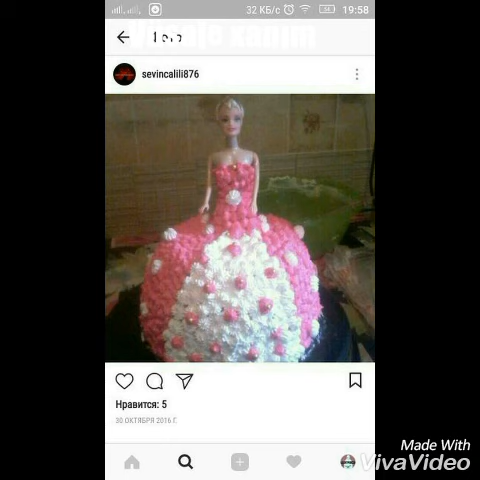 32 КБ/с 19:58
sevincalili876
Нравится: 5
30 ОКТЯБРЯ 2016 Г.
Made With
VivaVideo